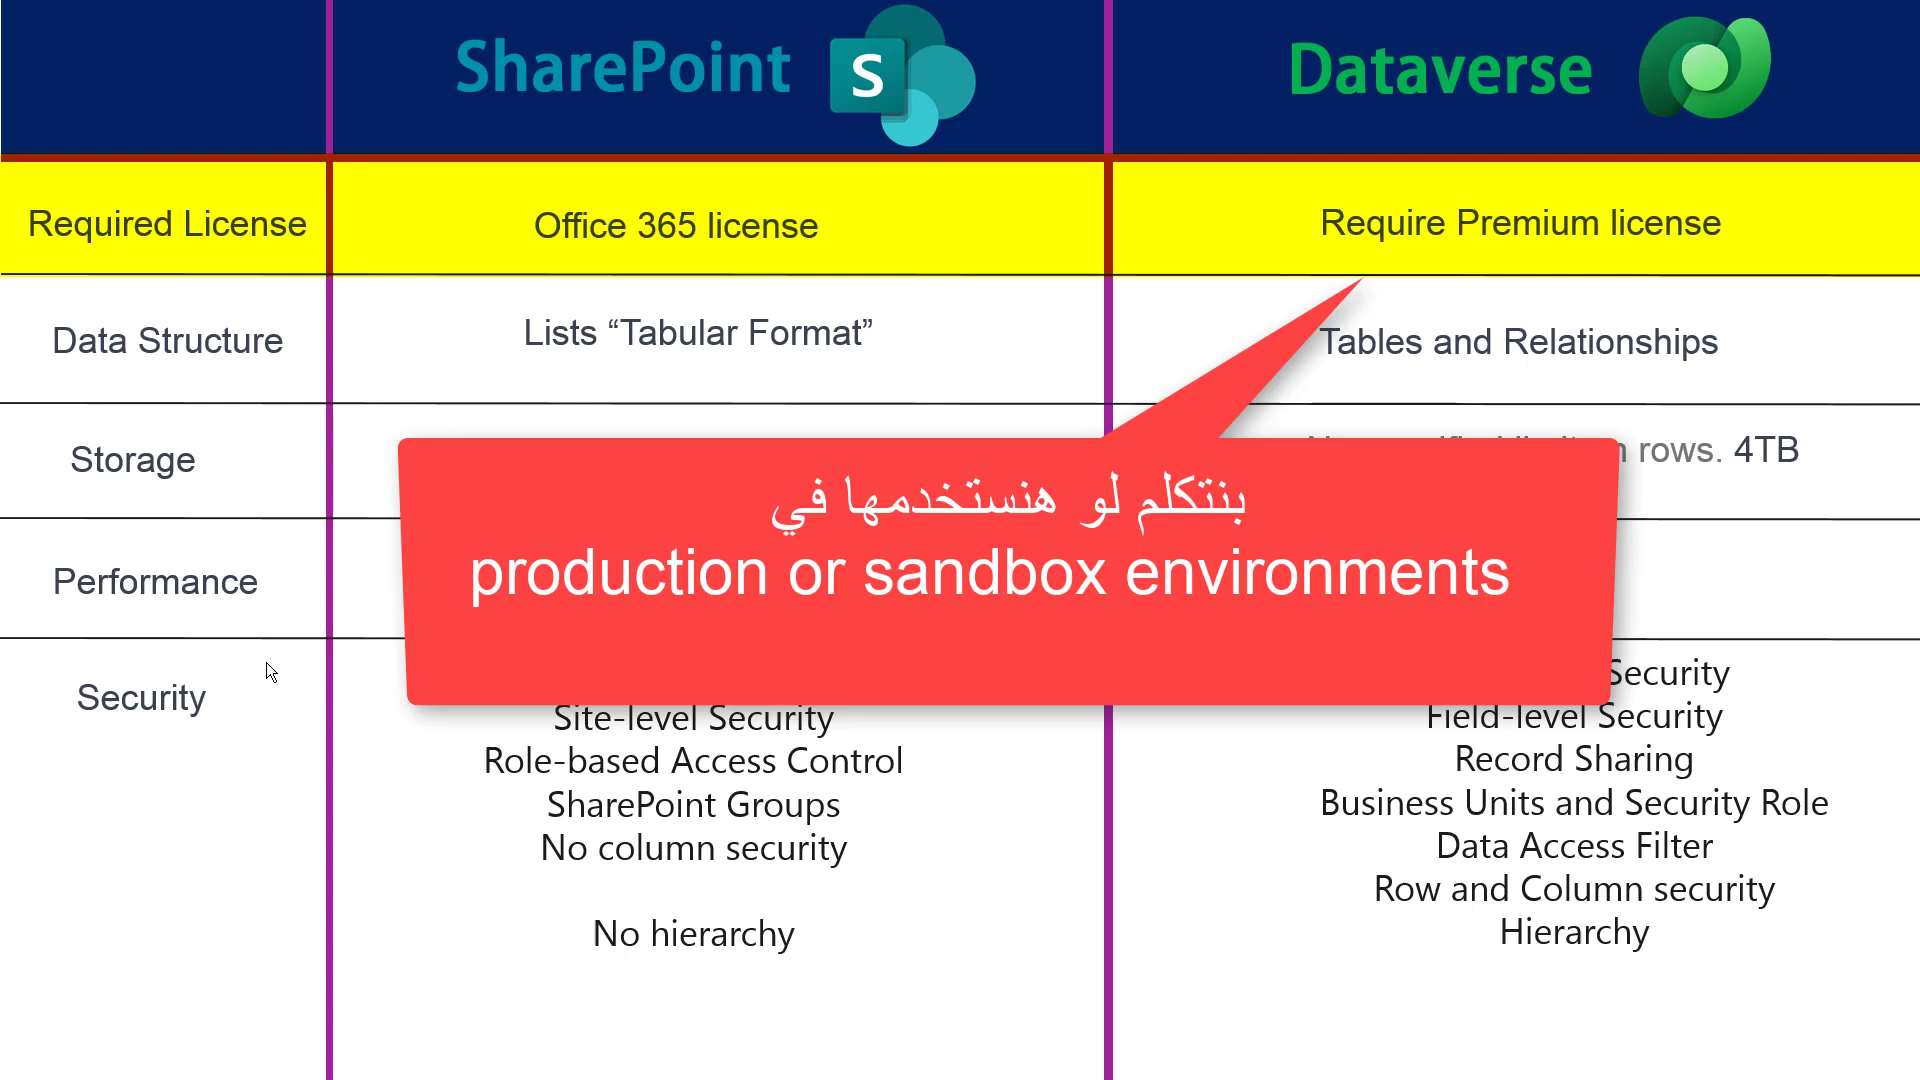 SharePoint S Dataverse
Required License Office 365 license Require Premium license
Data Structure Lists “Tabular Format” Tables and Relationships
Storage rows. 4TB
بنتكلم لو هنستخدمها في
production or sandbox environments
Performance
Security
Security
Site-level Security
Role-based Access Control
SharePoint Groups
No column security
No hierarchy
Field-level Security
Record Sharing
Business Units and Security Role
Data Access Filter
Row and Column security
Hierarchy